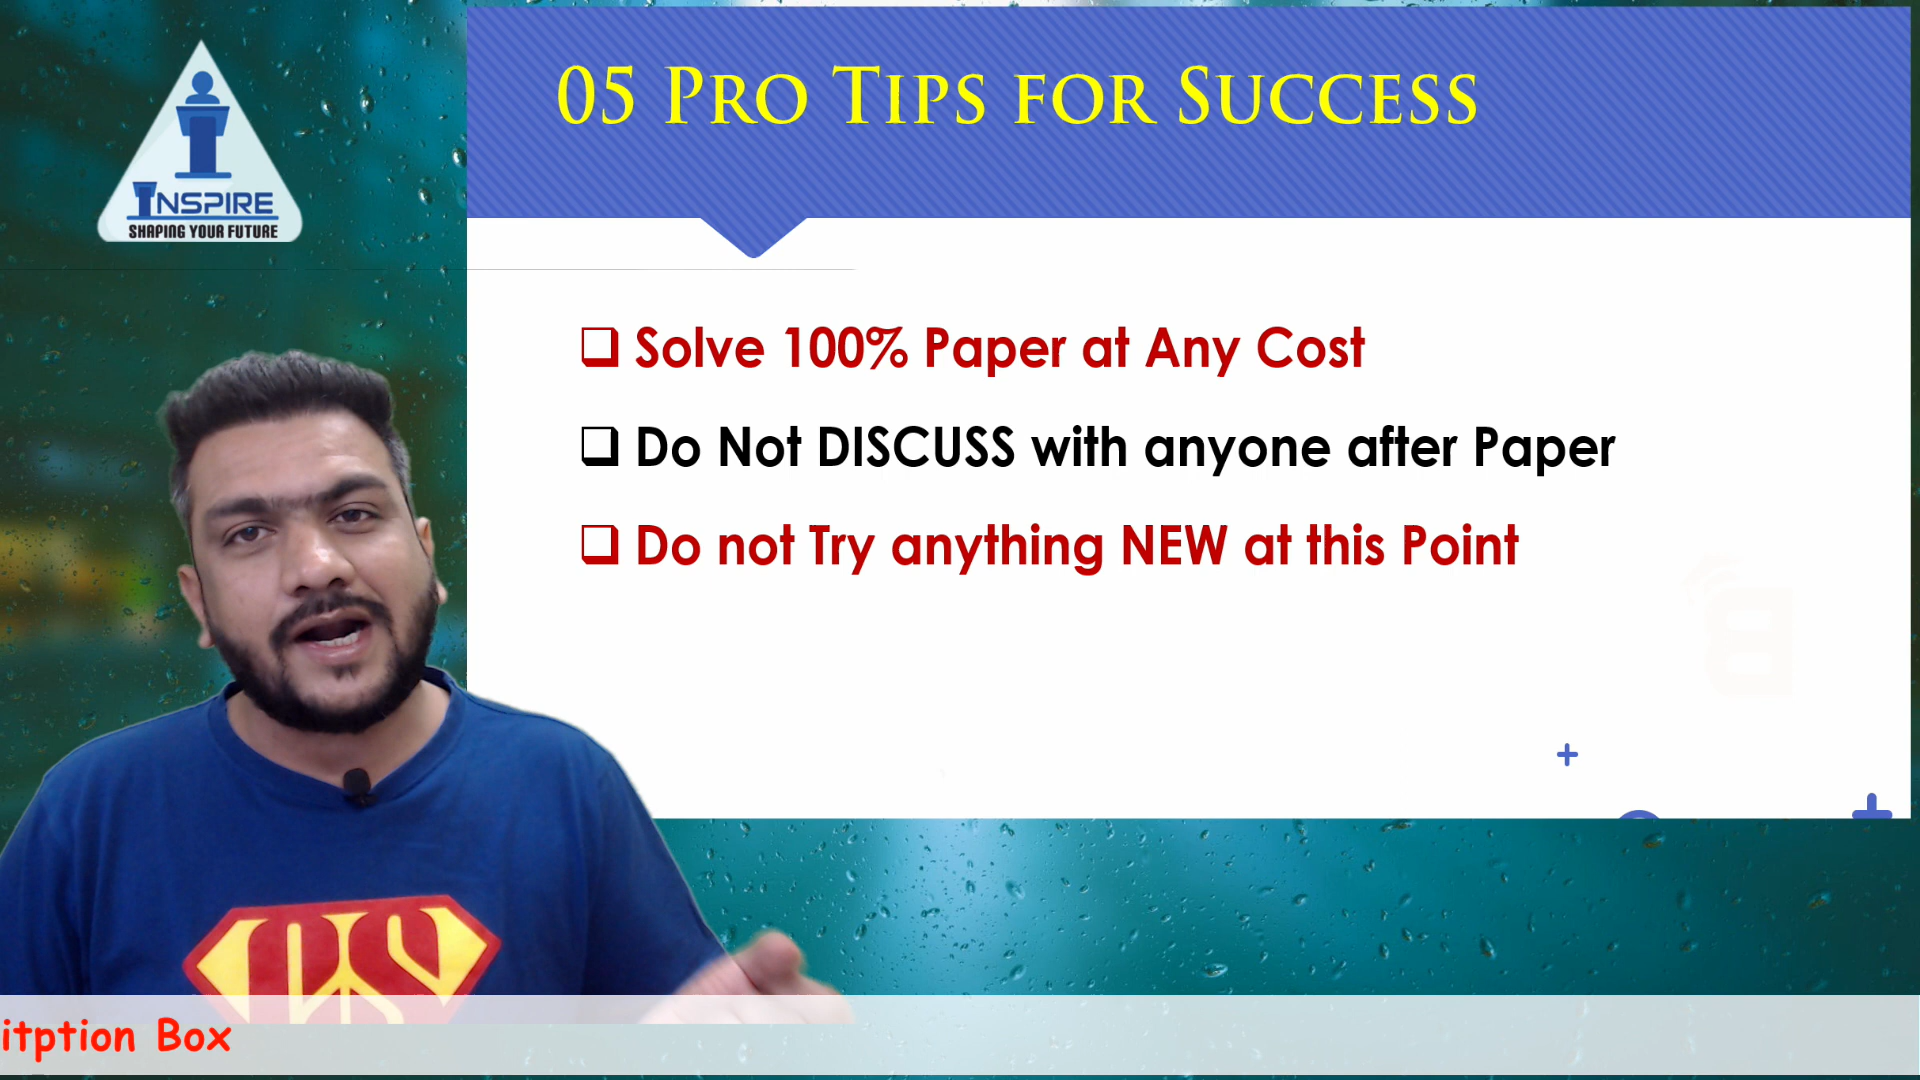 05 Pro Tips for Success
INSPIRE
SHAPING YOUR FUTURE
Solve 100% Paper at Any Cost
Do Not DISCUSS with anyone after Paper
Do not Try anything NEW at this Point
itption Box